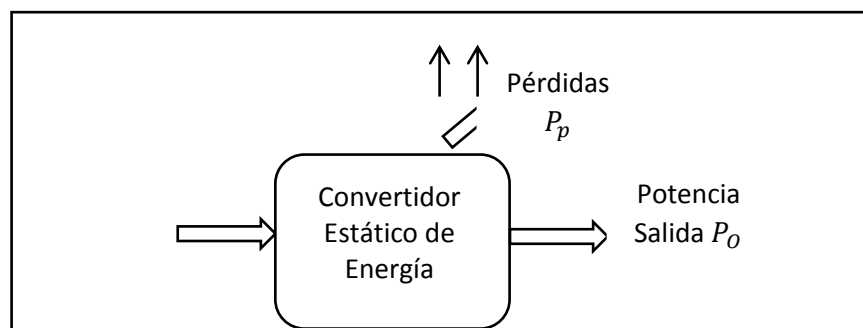 Pérdidas
P_p
Convertidor
Estático de
Energía
Potencia
Salida P_O